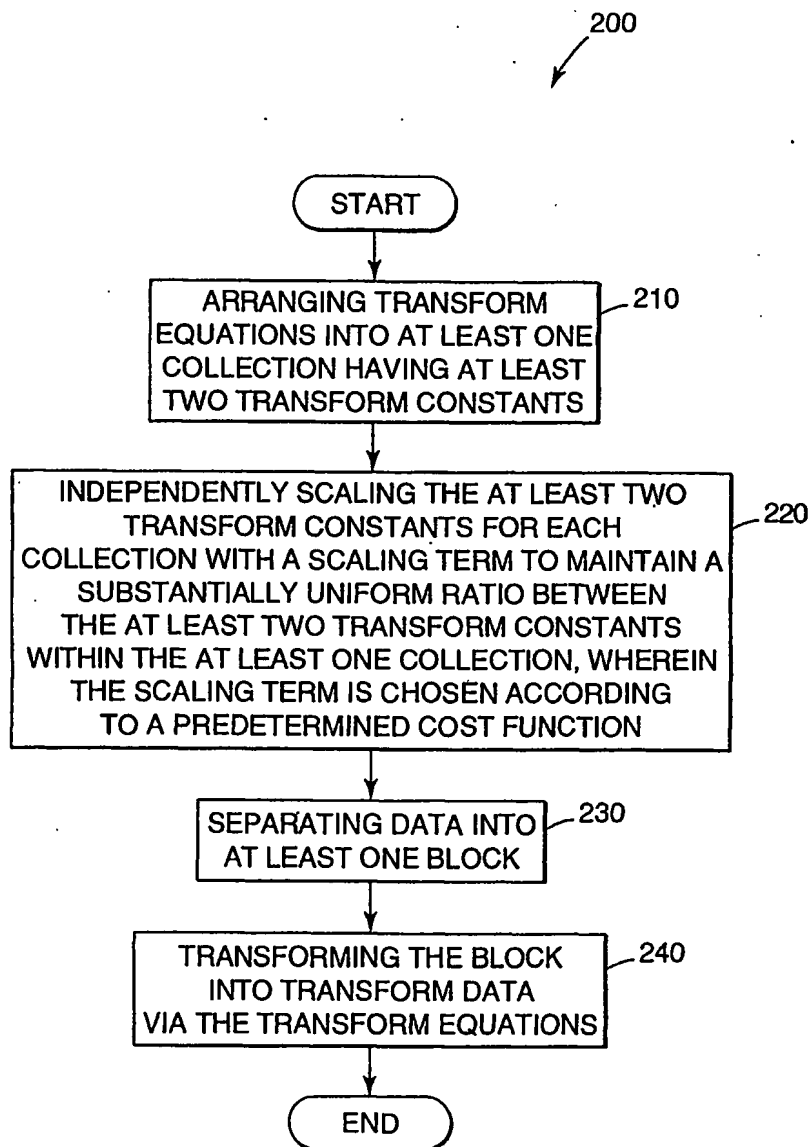 200
START
ARRANGING TRANSFORM
EQUATIONS INTO AT LEAST ONE
COLLECTION HAVING AT LEAST
TWO TRANSFORM CONSTANTS
210
INDEPENDENTLY SCALING THE AT LEAST TWO
TRANSFORM CONSTANTS FOR EACH
COLLECTION WITH A SCALING TERM TO MAINTAIN A
SUBSTANTIALLY UNIFORM RATIO BETWEEN
THE AT LEAST TWO TRANSFORM CONSTANTS
WITHIN THE AT LEAST ONE COLLECTION, WHEREIN
THE SCALING TERM IS CHOSEN ACCORDING
TO A PREDETERMINED COST FUNCTION
220
SEPARATING DATA INTO
AT LEAST ONE BLOCK
230
TRANSFORMING THE BLOCK
INTO TRANSFORM DATA
VIA THE TRANSFORM EQUATIONS
240
END